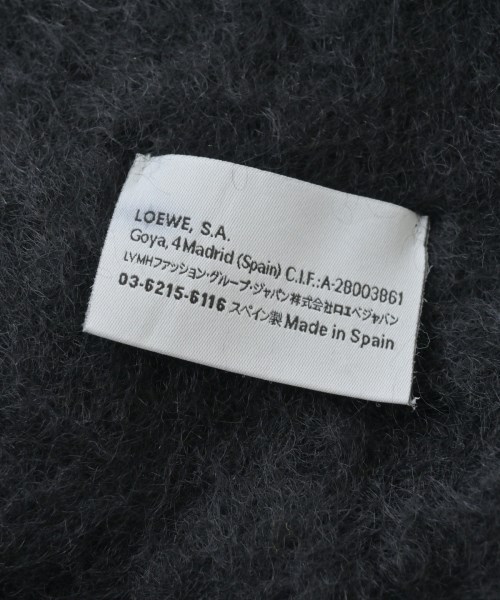 LOEWE, S.A.
Goya, 4 Madrid (Spain) C.I.F.: A-28003861
LVMHファッション・グループ・ジャパン株式会社ロエベジャパン
03-6215-6116 スペイン製 Made in Spain